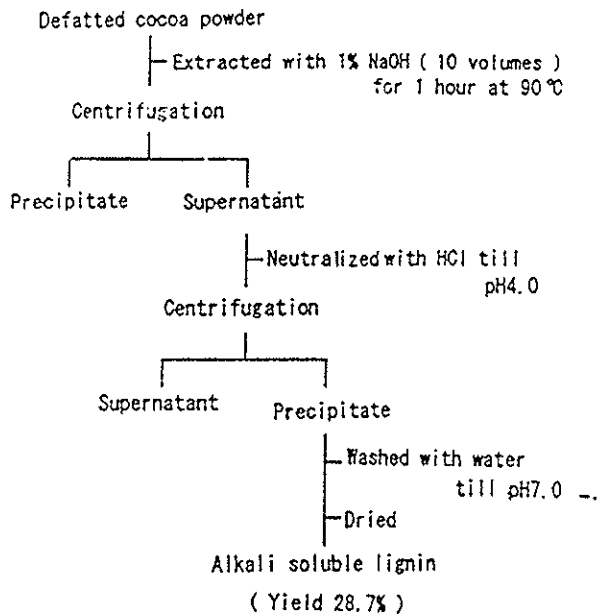 Defatted cocoa powder
Extracted with 1% NaOH ( 10 volumes )
for 1 hour at 90℃
Centrifugation
Precipitate Supernatant
Neutralized with HCl till
pH4.0
Centrifugation
Supernatant Precipitate
Washed with water
till pH7.0
Dried
Alkali soluble lignin
( Yield 28.7% )